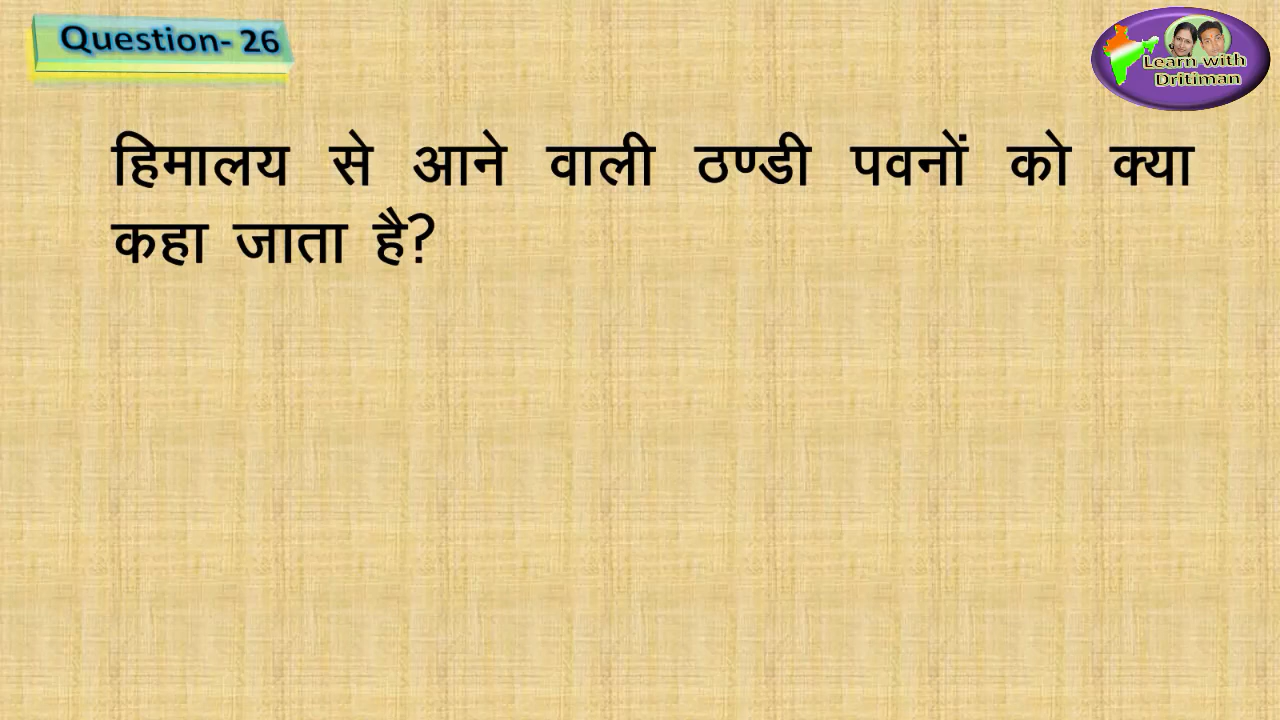 Question- 26
Learn with
Dritiman
हिमालय से आने वाली ठण्डी पवनों को क्या
कहा जाता है?